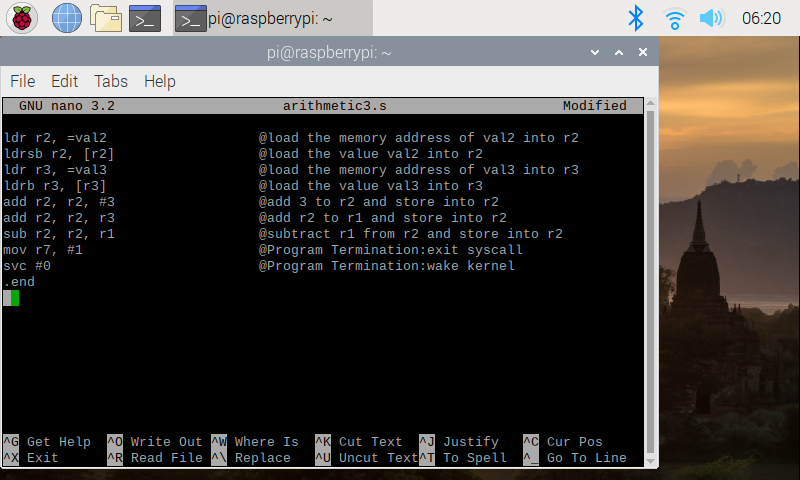 pi@raspberrypi: ~ 06:20
pi@raspberrypi: ~
File Edit Tabs Help
GNU nano 3.2 arithmetic3.s Modified
ldr r2, =val2 @load the memory address of val2 into r2
ldrsb r2, [r2] @load the value val2 into r2
ldr r3, =val3 @load the memory address of val3 into r3
ldrb r3, [r3] @load the value val3 into r3
add r2, r2, #3 @add 3 to r2 and store into r2
add r2, r2, r3 @add r2 to r1 and store into r2
sub r2, r2, r1 @subtract r1 from r2 and store into r2
mov r7, #1 @Program Termination:exit syscall
svc #0 @Program Termination:wake kernel
.end
^G Get Help ^O Write Out ^W Where Is ^K Cut Text ^J Justify ^C Cur Pos
^X Exit ^R Read File ^\ Replace ^U Uncut Text ^T To Spell ^_ Go To Line